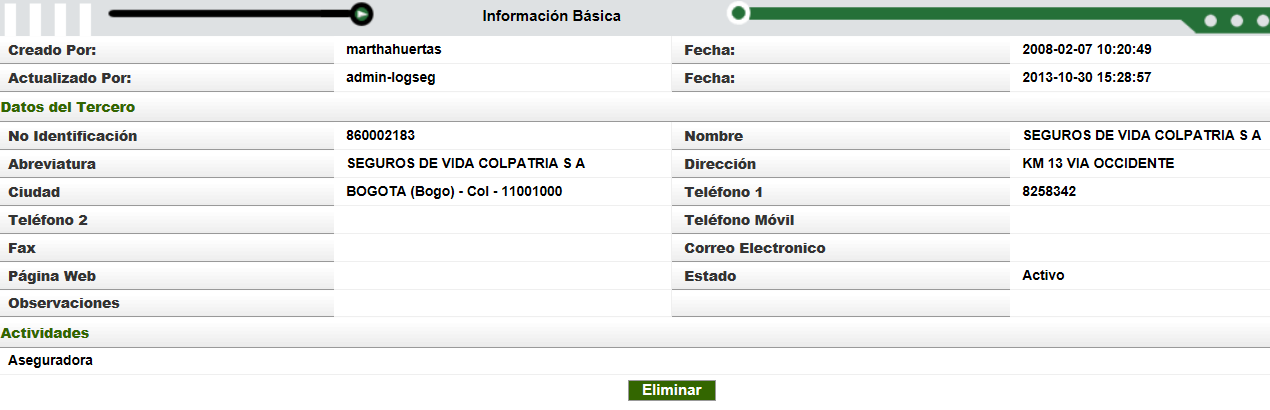 Información Básica
Creado Por: marthahuertas Fecha: 2008-02-07 10:20:49
Actualizado Por: admin-logseg Fecha: 2013-10-30 15:28:57
Datos del Tercero
No Identificación 860002183 Nombre SEGUROS DE VIDA COLPATRIA S A
Abreviatura SEGUROS DE VIDA COLPATRIA S A Dirección KM 13 VIA OCCIDENTE
Ciudad BOGOTA (Bogo) - Col - 11001000 Teléfono 1 8258342
Teléfono 2 Teléfono Móvil
Fax Correo Electronico
Página Web Estado Activo
Observaciones
Actividades
Aseguradora
Eliminar